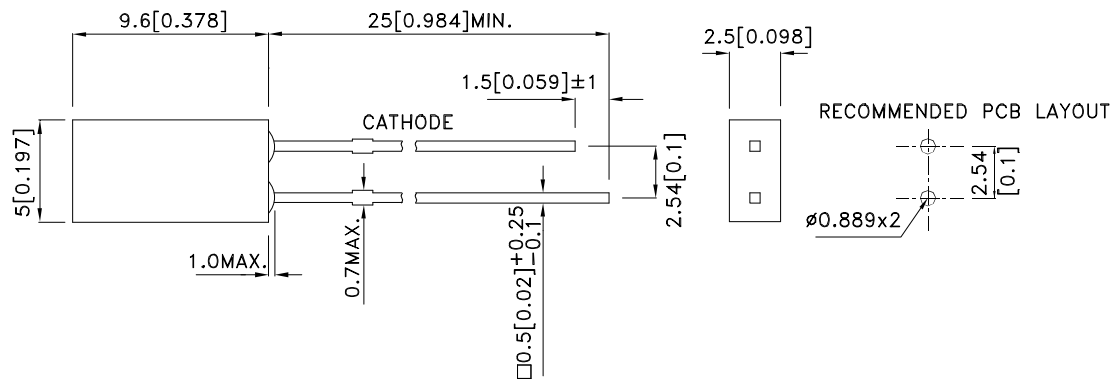 9.6[0.378]
25[0.984]MIN.
2.5[0.098]
1.5[0.059]±1
RECOMMENDED PCB LAYOUT
CATHODE
5[0.197]
2.54[0.1]
2.54
[0.1]
ø0.889x2
1.0MAX.
0.7MAX.
□0.5[0.02]+0.25
-0.1